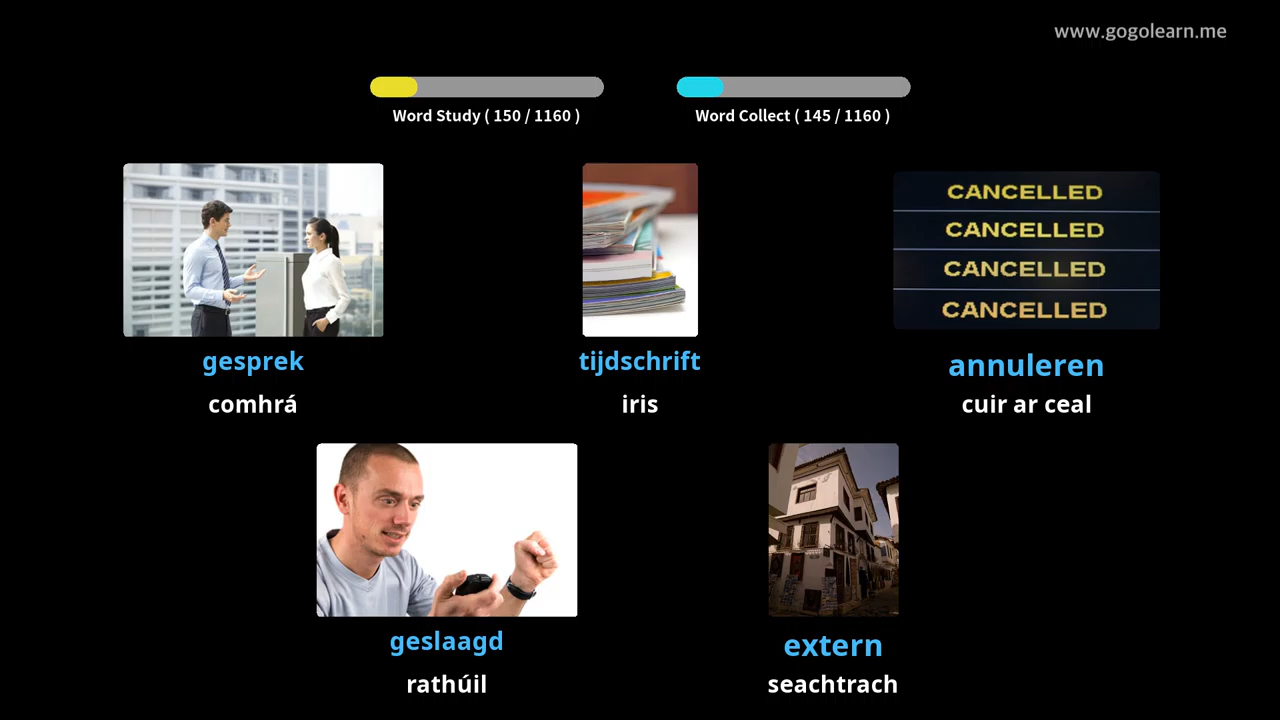 www.gogolearn.me
Word Study ( 150 / 1160 )
Word Collect ( 145 / 1160 )
CANCELLED
CANCELLED
CANCELLED
CANCELLED
gesprek
tijdschrift
annuleren
comhrá
iris
cuir ar ceal
geslaagd
extern
rathúil
seachtrach